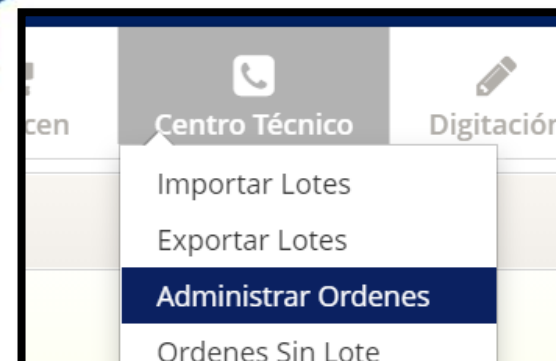 cen
Centro Técnico
Digitación
Importar Lotes
Exportar Lotes
Administrar Ordenes
Ordenes Sin Lote